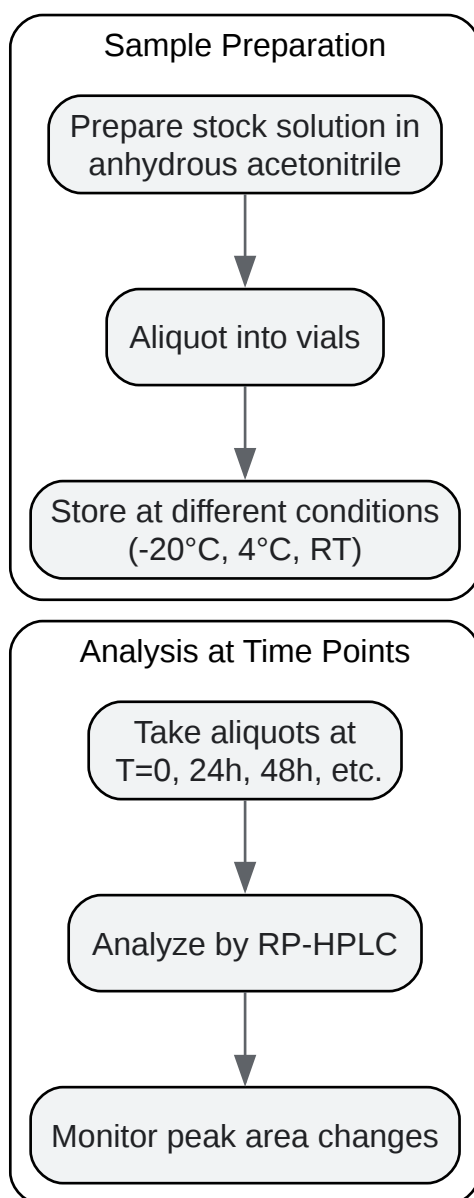 Sample Preparation
Prepare stock solution in
anhydrous acetonitrile
Aliquot into vials
Store at different conditions
(-20°C, 4°C, RT)
Analysis at Time Points
Take aliquots at
T=0, 24h, 48h, etc.
Analyze by RP-HPLC
Monitor peak area changes